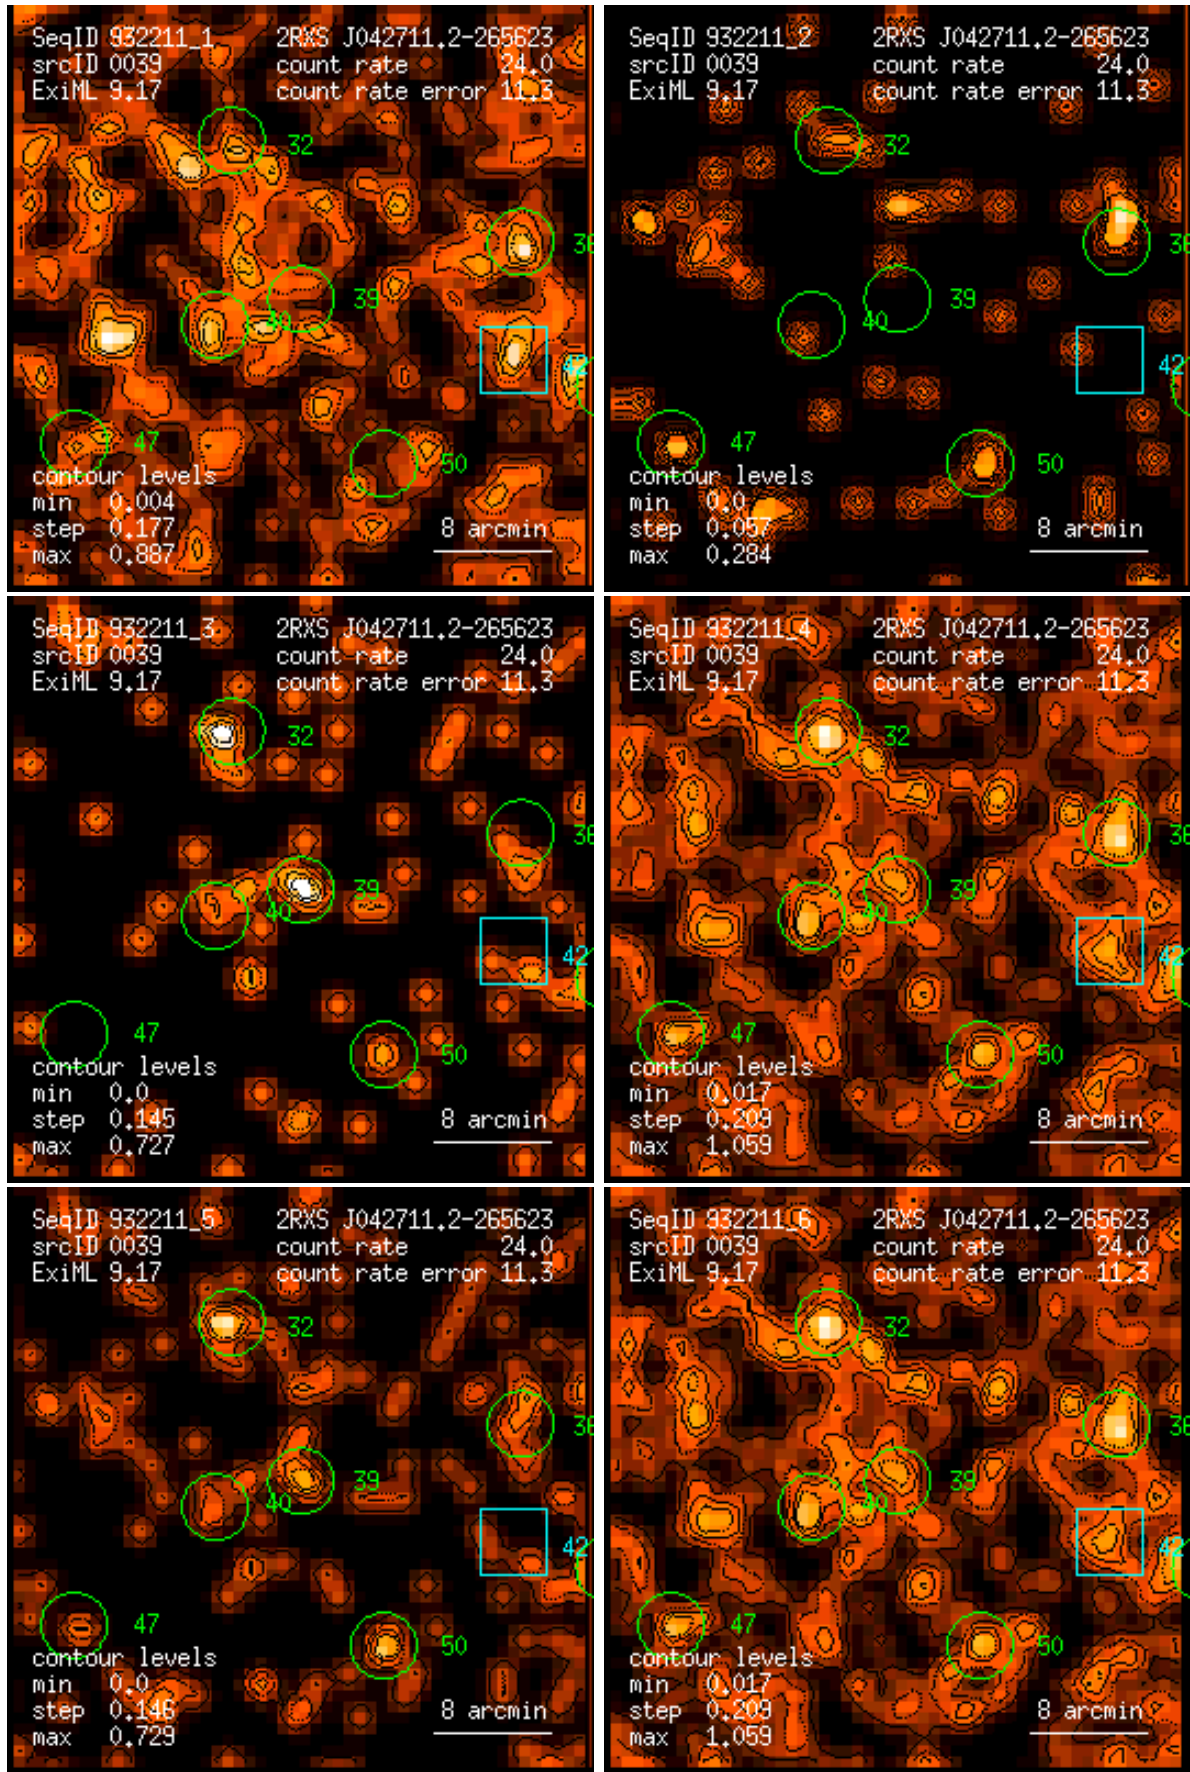 SeqID 932211_1 2RXS J042711.2-265623
srcID 0039 count rate 24.0
ExiML 9.17 count rate error 11.3
32
36
39
40
42
47
50
contour levels
min 0.004
step 0.177 8 arcmin
max 0.887
SeqID 932211_2 2RXS J042711.2-265623
srcID 0039 count rate 24.0
ExiML 9.17 count rate error 11.3
32
36
39
40
42
47
50
contour levels
min 0.0
step 0.057 8 arcmin
max 0.284
SeqID 932211_3 2RXS J042711.2-265623
srcID 0039 count rate 24.0
ExiML 9.17 count rate error 11.3
32
36
39
40
42
47
50
contour levels
min 0.0
step 0.145 8 arcmin
max 0.727
SeqID 932211_4 2RXS J042711.2-265623
srcID 0039 count rate 24.0
ExiML 9.17 count rate error 11.3
32
36
39
40
42
47
50
contour levels
min 0.017
step 0.209 8 arcmin
max 1.059
SeqID 932211_5 2RXS J042711.2-265623
srcID 0039 count rate 24.0
ExiML 9.17 count rate error 11.3
32
36
39
40
42
47
50
contour levels
min 0.0
step 0.146 8 arcmin
max 0.729
SeqID 932211_6 2RXS J042711.2-265623
srcID 0039 count rate 24.0
ExiML 9.17 count rate error 11.3
32
36
39
40
42
47
50
contour levels
min 0.017
step 0.209 8 arcmin
max 1.059